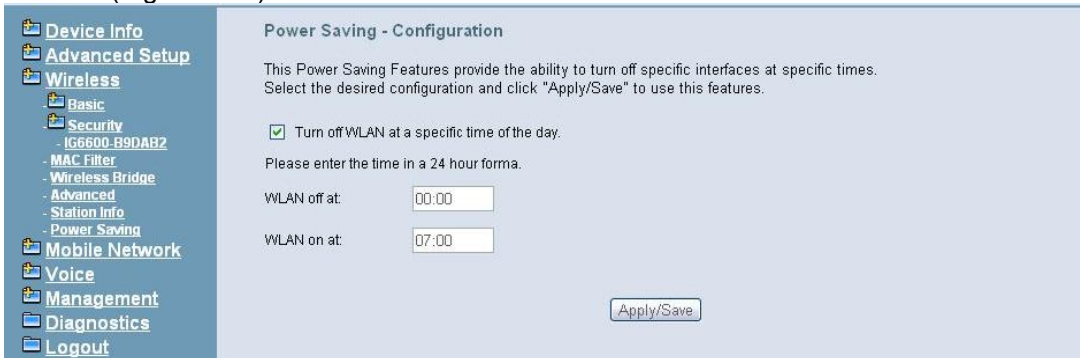 Device Info
Advanced Setup
Wireless
Basic
Security
- IG6600-B9DAB2
- MAC Filter
- Wireless Bridge
- Advanced
- Station Info
- Power Saving
Mobile Network
Voice
Management
Diagnostics
Logout
Power Saving - Configuration
This Power Saving Features provide the ability to turn off specific interfaces at specific times.
Select the desired configuration and click "Apply/Save" to use this features.
Turn off WLAN at a specific time of the day.
Please enter the time in a 24 hour forma.
WLAN off at: 00:00
WLAN on at: 07:00
Apply/Save